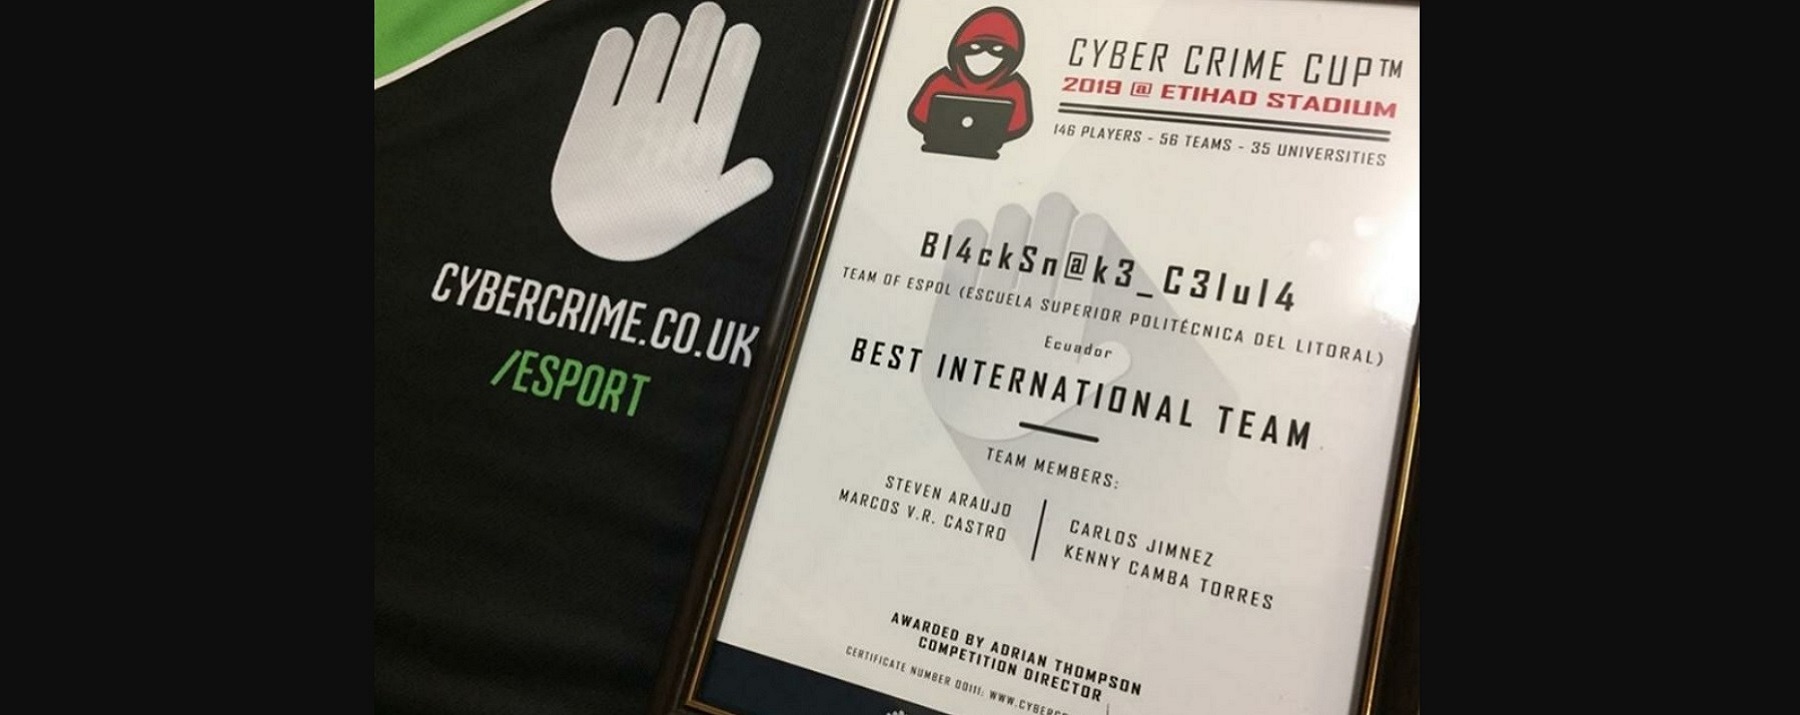 CYBERCRIME.CO.UK
/ESPORT
CYBER CRIME CUP™
2019 @ ETIHAD STADIUM
146 PLAYERS - 56 TEAMS - 35 UNIVERSITIES
Bl4ckSn@k3_C3lul4
TEAM OF ESPOL (ESCUELA SUPERIOR POLITÉCNICA DEL LITORAL)
Ecuador
BEST INTERNATIONAL TEAM
TEAM MEMBERS:
STEVEN ARAUJO
MARCOS V.R. CASTRO
CARLOS JIMNEZ
KENNY CAMBA TORRES
AWARDED BY ADRIAN THOMPSON
COMPETITION DIRECTOR
CERTIFICATE NUMBER 00111: